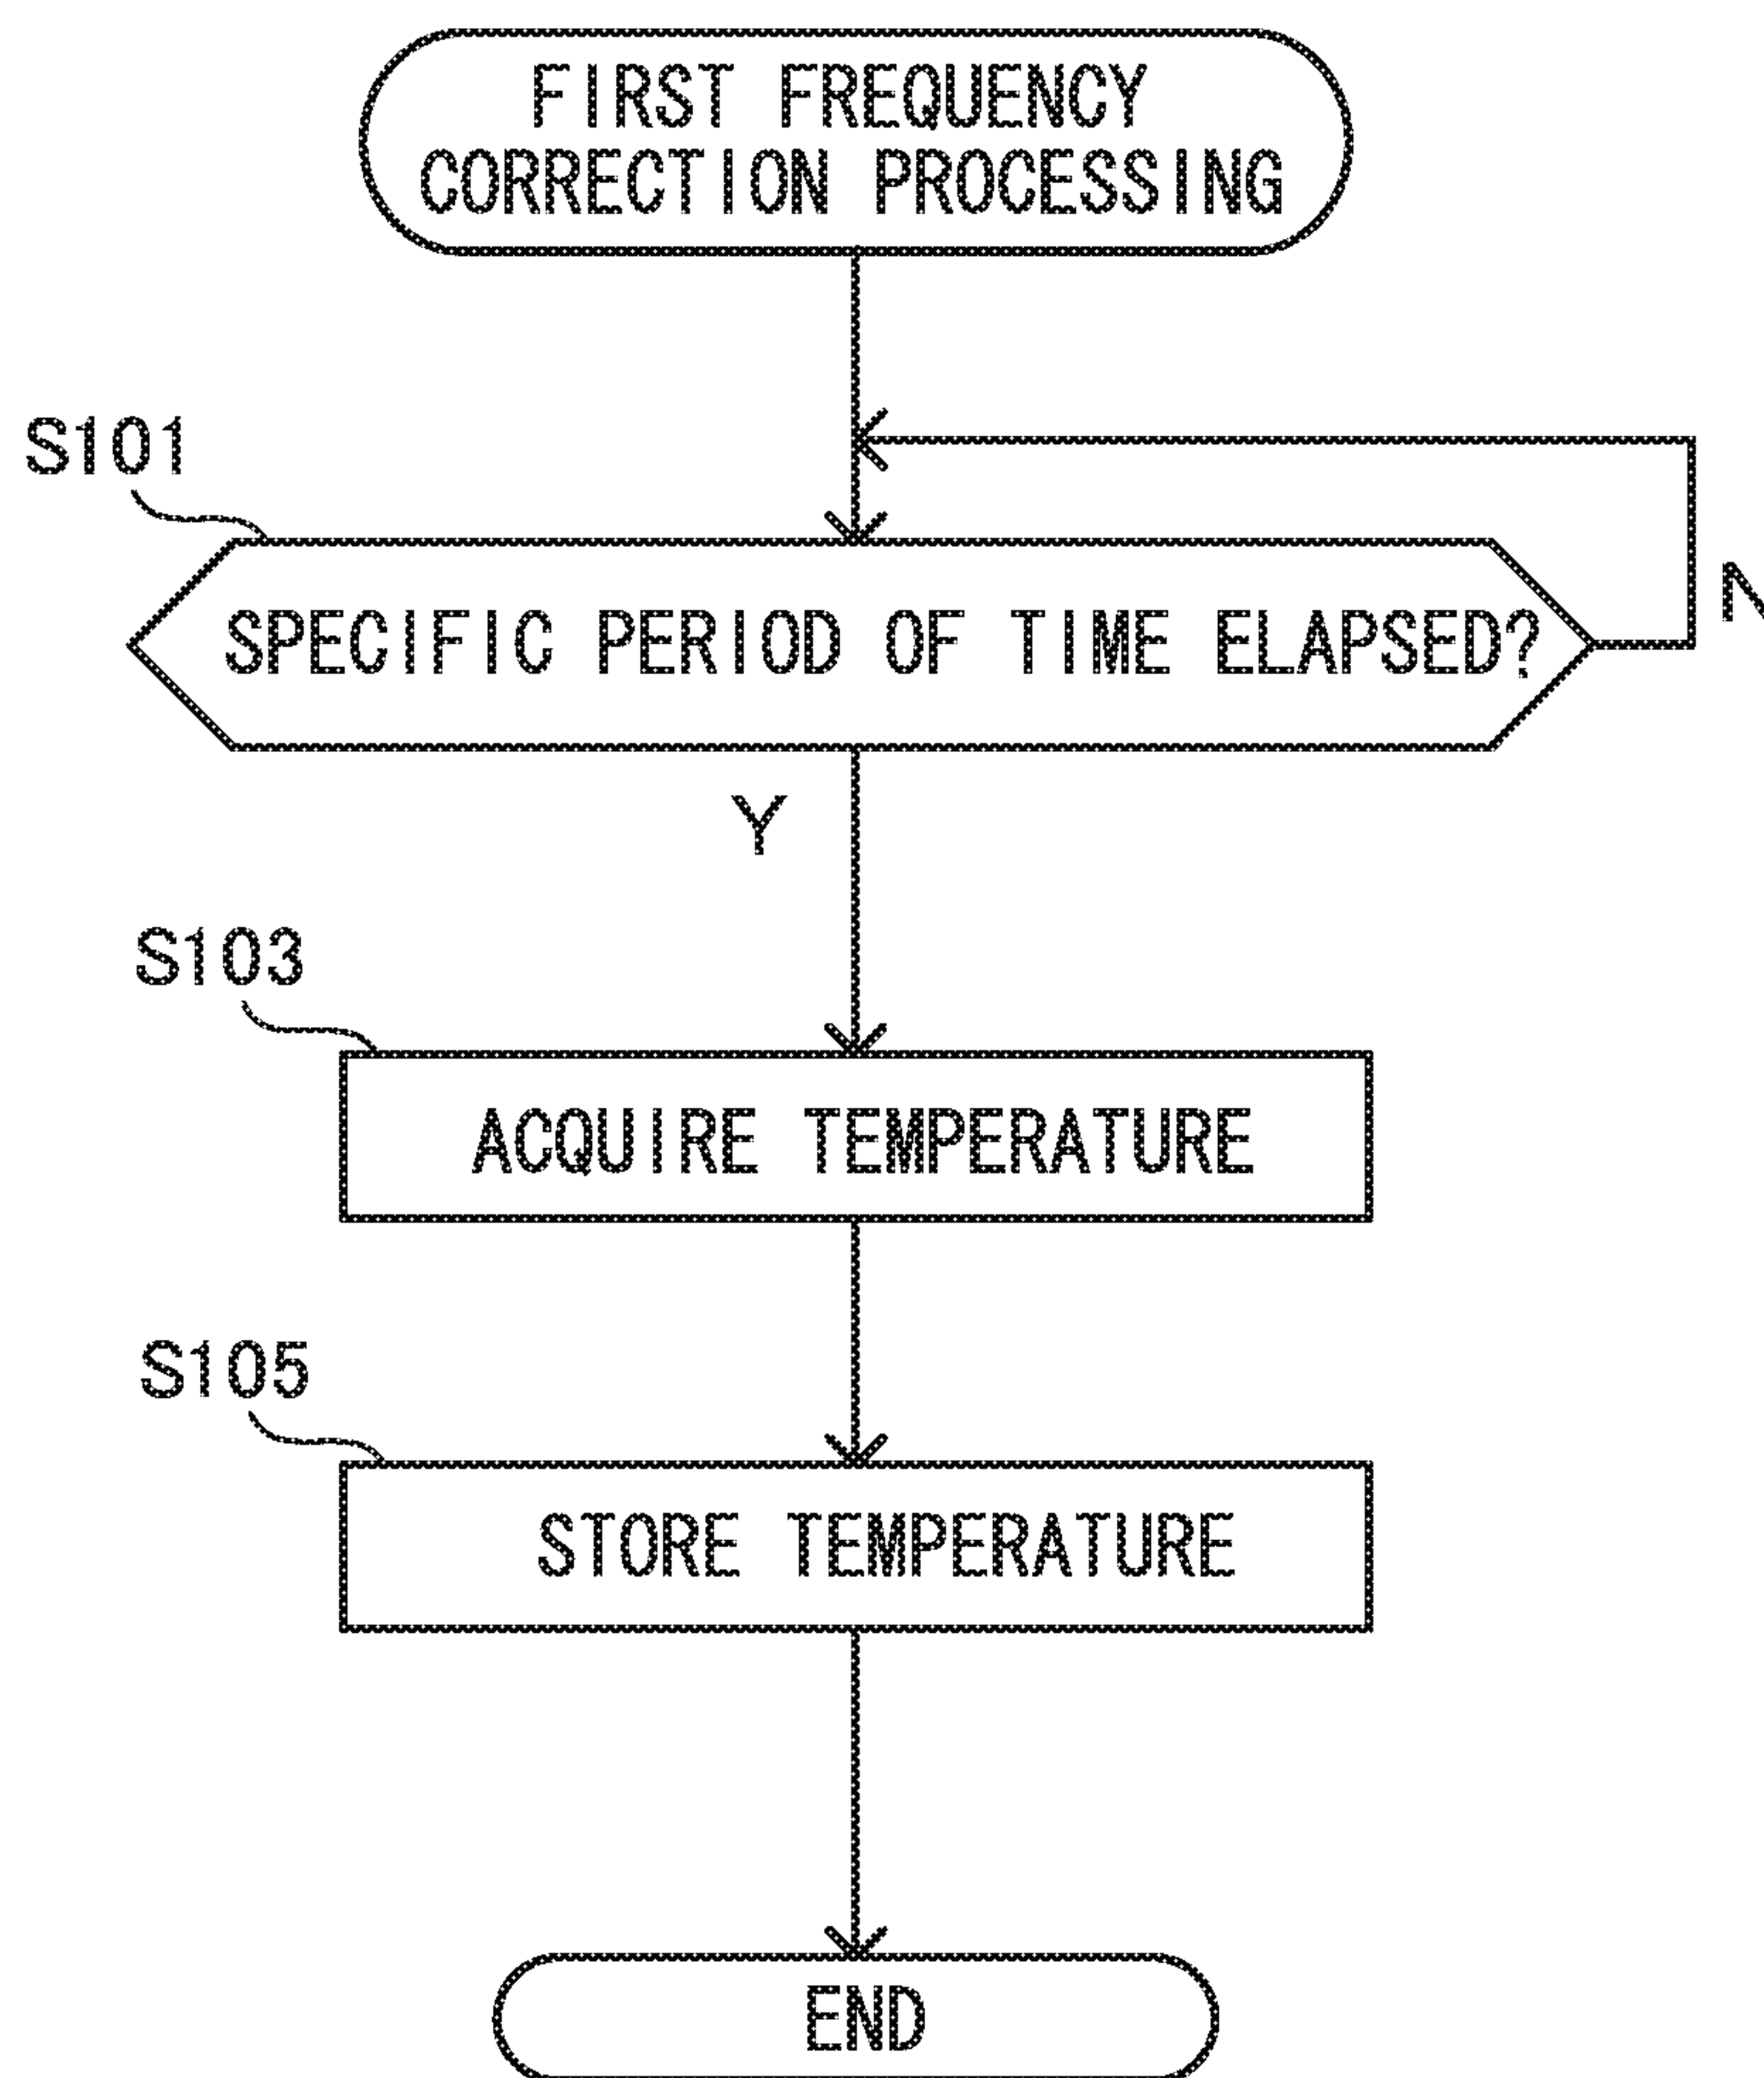 FIRST FREQUENCY
CORRECTION PROCESSING
S101
SPECIFIC PERIOD OF TIME ELAPSED?
N
Y
S103
ACQUIRE TEMPERATURE
S105
STORE TEMPERATURE
END